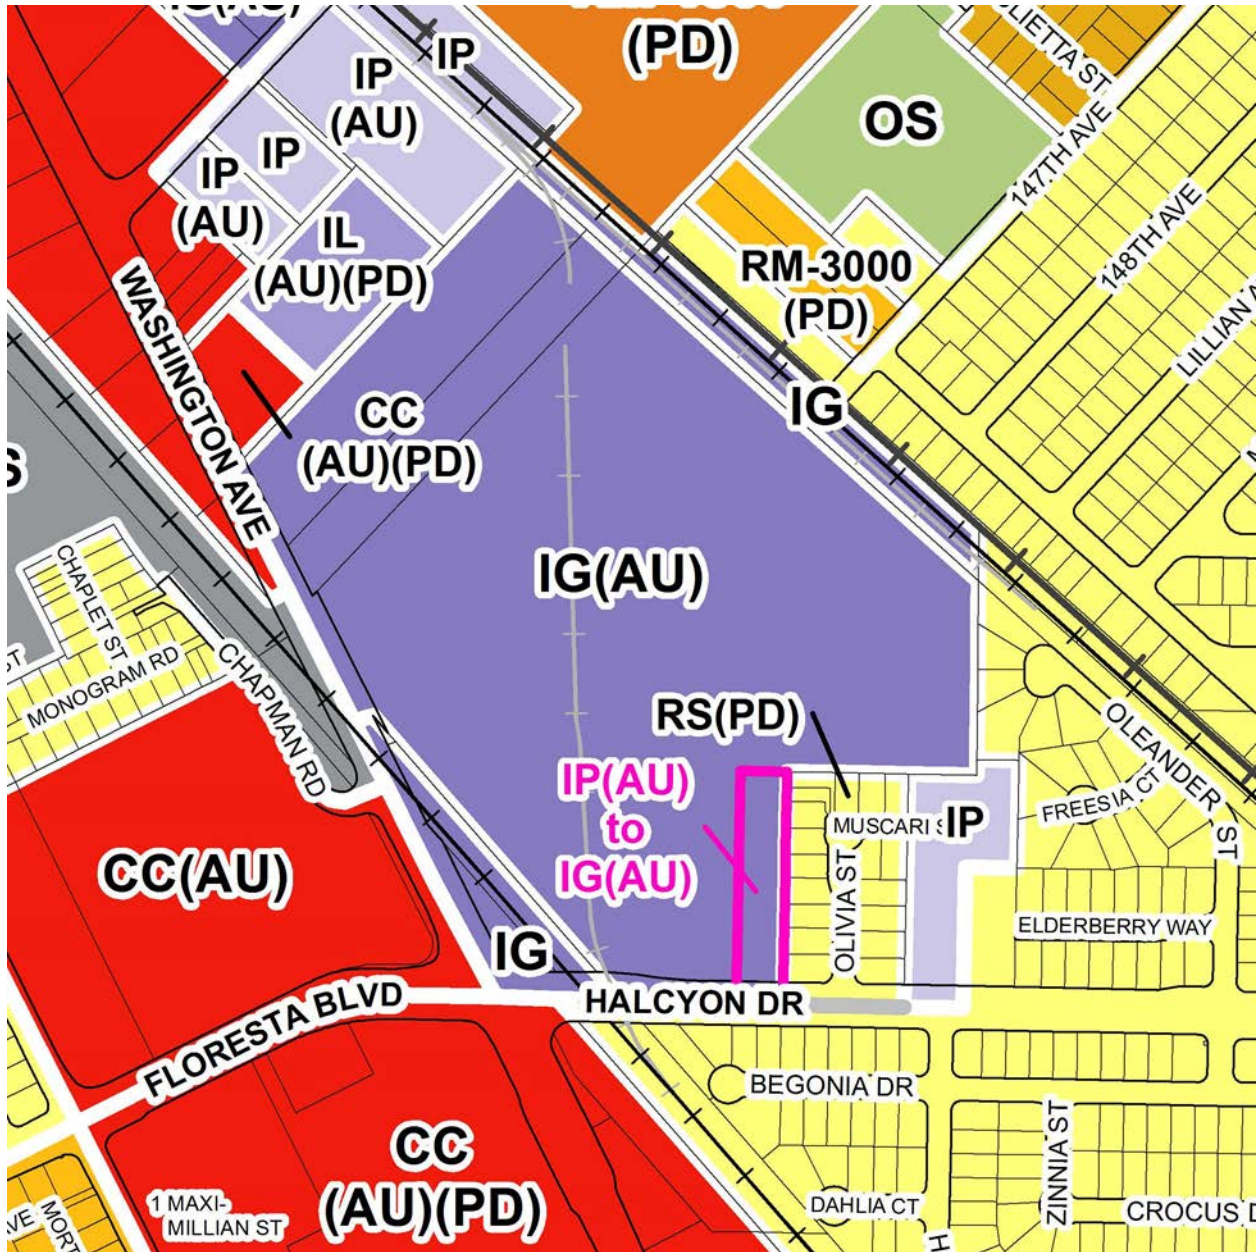 (PD)
IP
IP
(AU)
OS
147TH AVE
148TH AVE
IP
IP
(AU)
IL
(AU)(PD)
RM-3000
(PD)
WASHINGTON AVE
CC
(AU)(PD)
IG
IG(AU)
CHAPLET ST
MONOGRAM RD
CHAPMAN RD
RS(PD)
OLEANDER ST
IP(AU)
to
IG(AU)
MUSCARI S
IP
FREESIA CT
CC(AU)
OLIVIA ST
ELDERBERRY WAY
IG
HALCYON DR
FLORESTA BLVD
BEGONIA DR
ZINNIA ST
CC
(AU)(PD)
1 MAXI-
MILLIAN ST
DAHLIA CT
CROCUS D